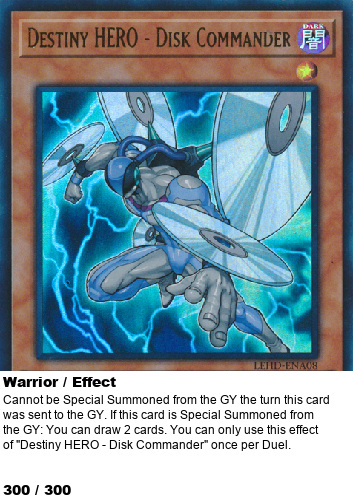 DESTINY HERO - DISK COMMANDER
DARK
闇
LEHD-ENA08
Warrior / Effect
Cannot be Special Summoned from the GY the turn this card
was sent to the GY. If this card is Special Summoned from
the GY: You can draw 2 cards. You can only use this effect
of "Destiny HERO - Disk Commander" once per Duel.
300 / 300